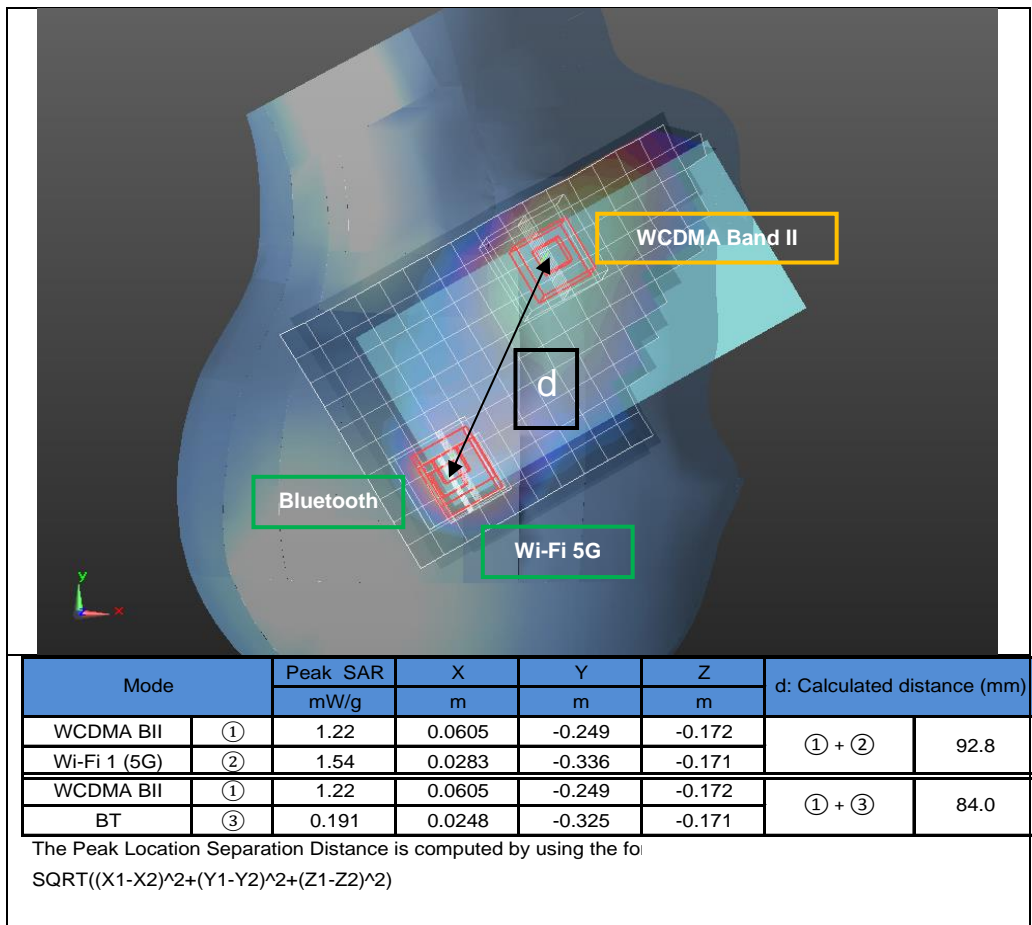 WCDMA Band II
d
Bluetooth
Wi-Fi 5G
y
x
Mode Peak SAR X Y Z d: Calculated distance (mm)
mW/g m m m
WCDMA BII ① 1.22 0.0605 -0.249 -0.172 ① + ② 92.8
Wi-Fi 1 (5G) ② 1.54 0.0283 -0.336 -0.171
WCDMA BII ① 1.22 0.0605 -0.249 -0.172 ① + ③ 84.0
BT ③ 0.191 0.0248 -0.325 -0.171
The Peak Location Separation Distance is computed by using the
SQRT((X1-X2)^2+(Y1-Y2)^2+(Z1-Z2)^2)